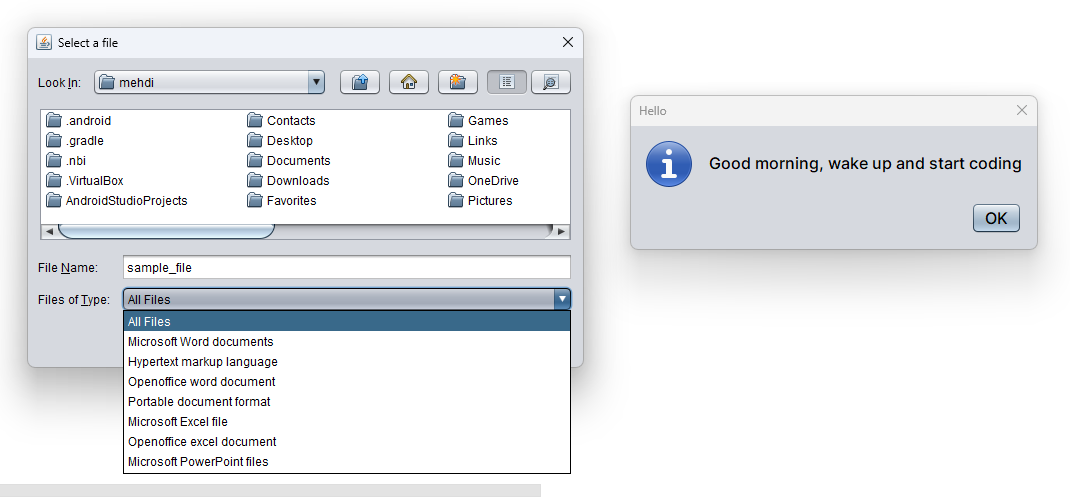 Select a file
Look In: mehdi
.android Contacts Games
.gradle Desktop Links
.nbi Documents Music
.VirtualBox Downloads OneDrive
AndroidStudioProjects Favorites Pictures
File Name: sample_file
Files of Type: All Files
All Files
Microsoft Word documents
Hypertext markup language
Openoffice word document
Portable document format
Microsoft Excel file
Openoffice excel document
Microsoft PowerPoint files
Hello
Good morning, wake up and start coding
OK